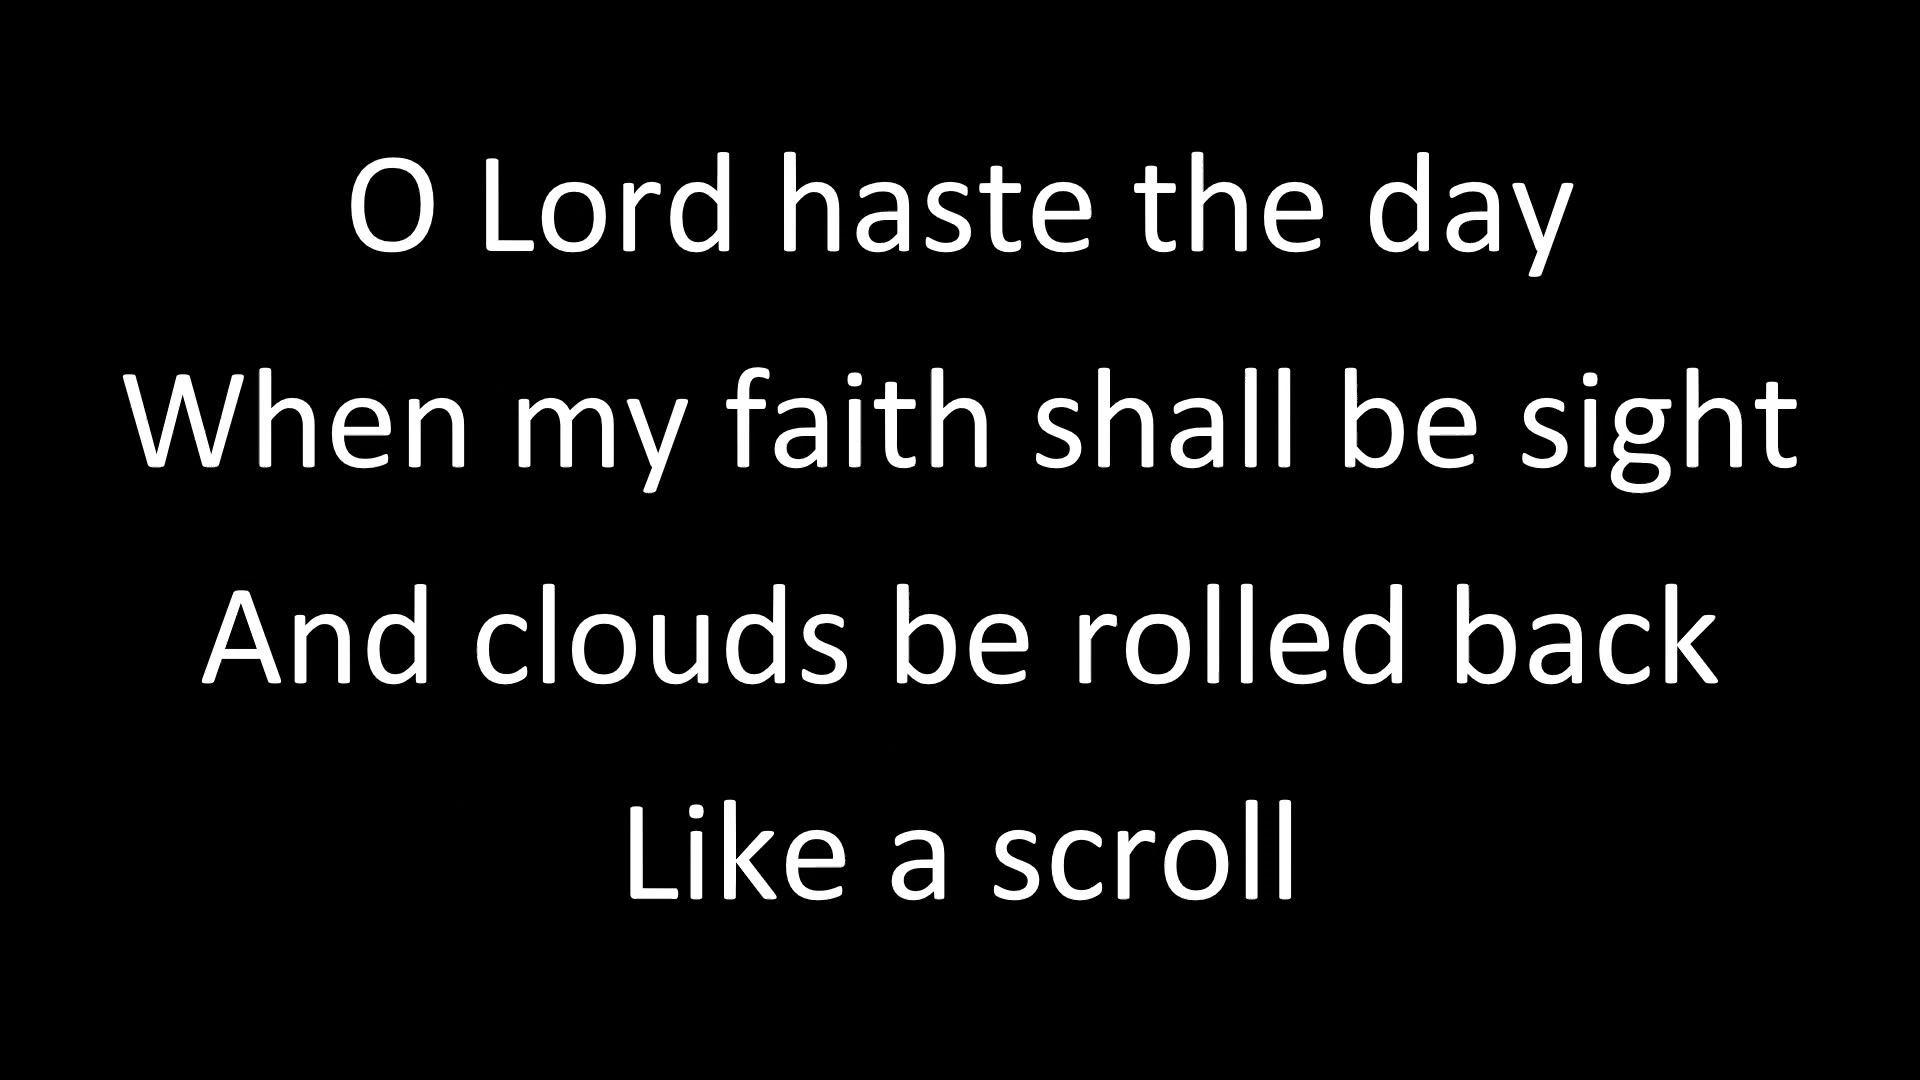 O Lord haste the day
When my faith shall be sight
And clouds be rolled back
Like a scroll